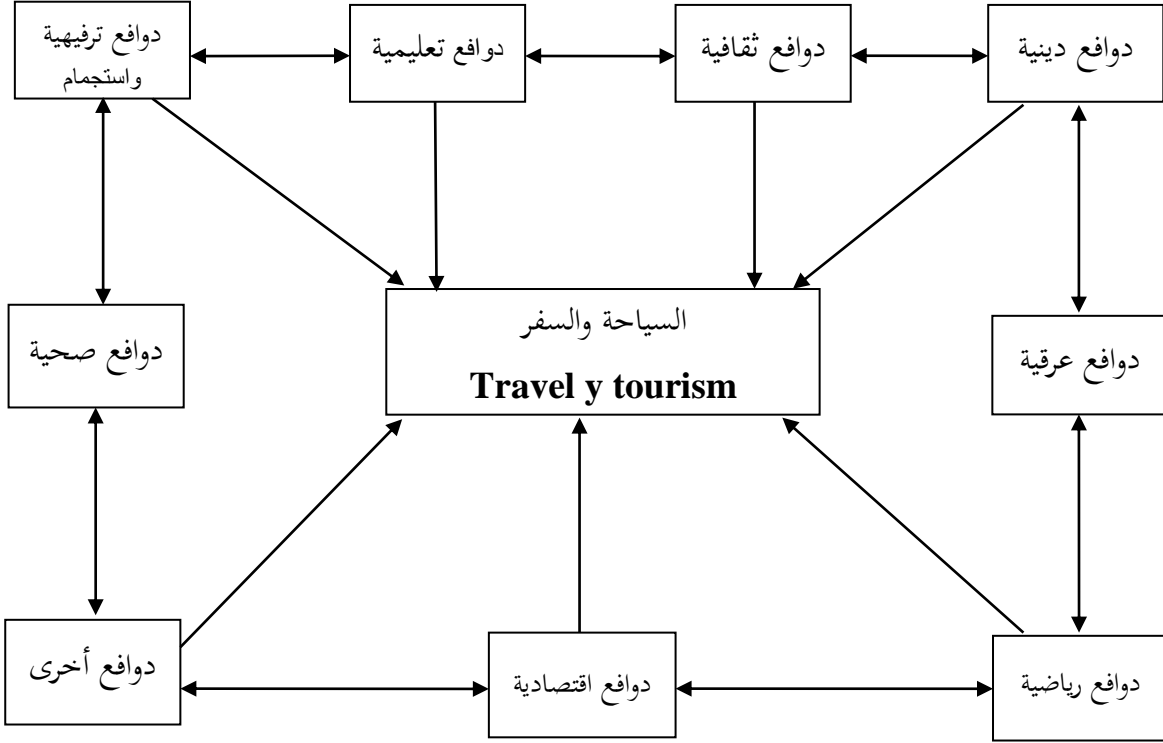 دوافع دينية
دوافع ثقافية
دوافع تعليمية
دوافع ترفيهية
واستجمام
السياحة والسفر
Travel y tourism
دوافع عرقية
دوافع صحية
دوافع رياضية
دوافع اقتصادية
دوافع أخرى